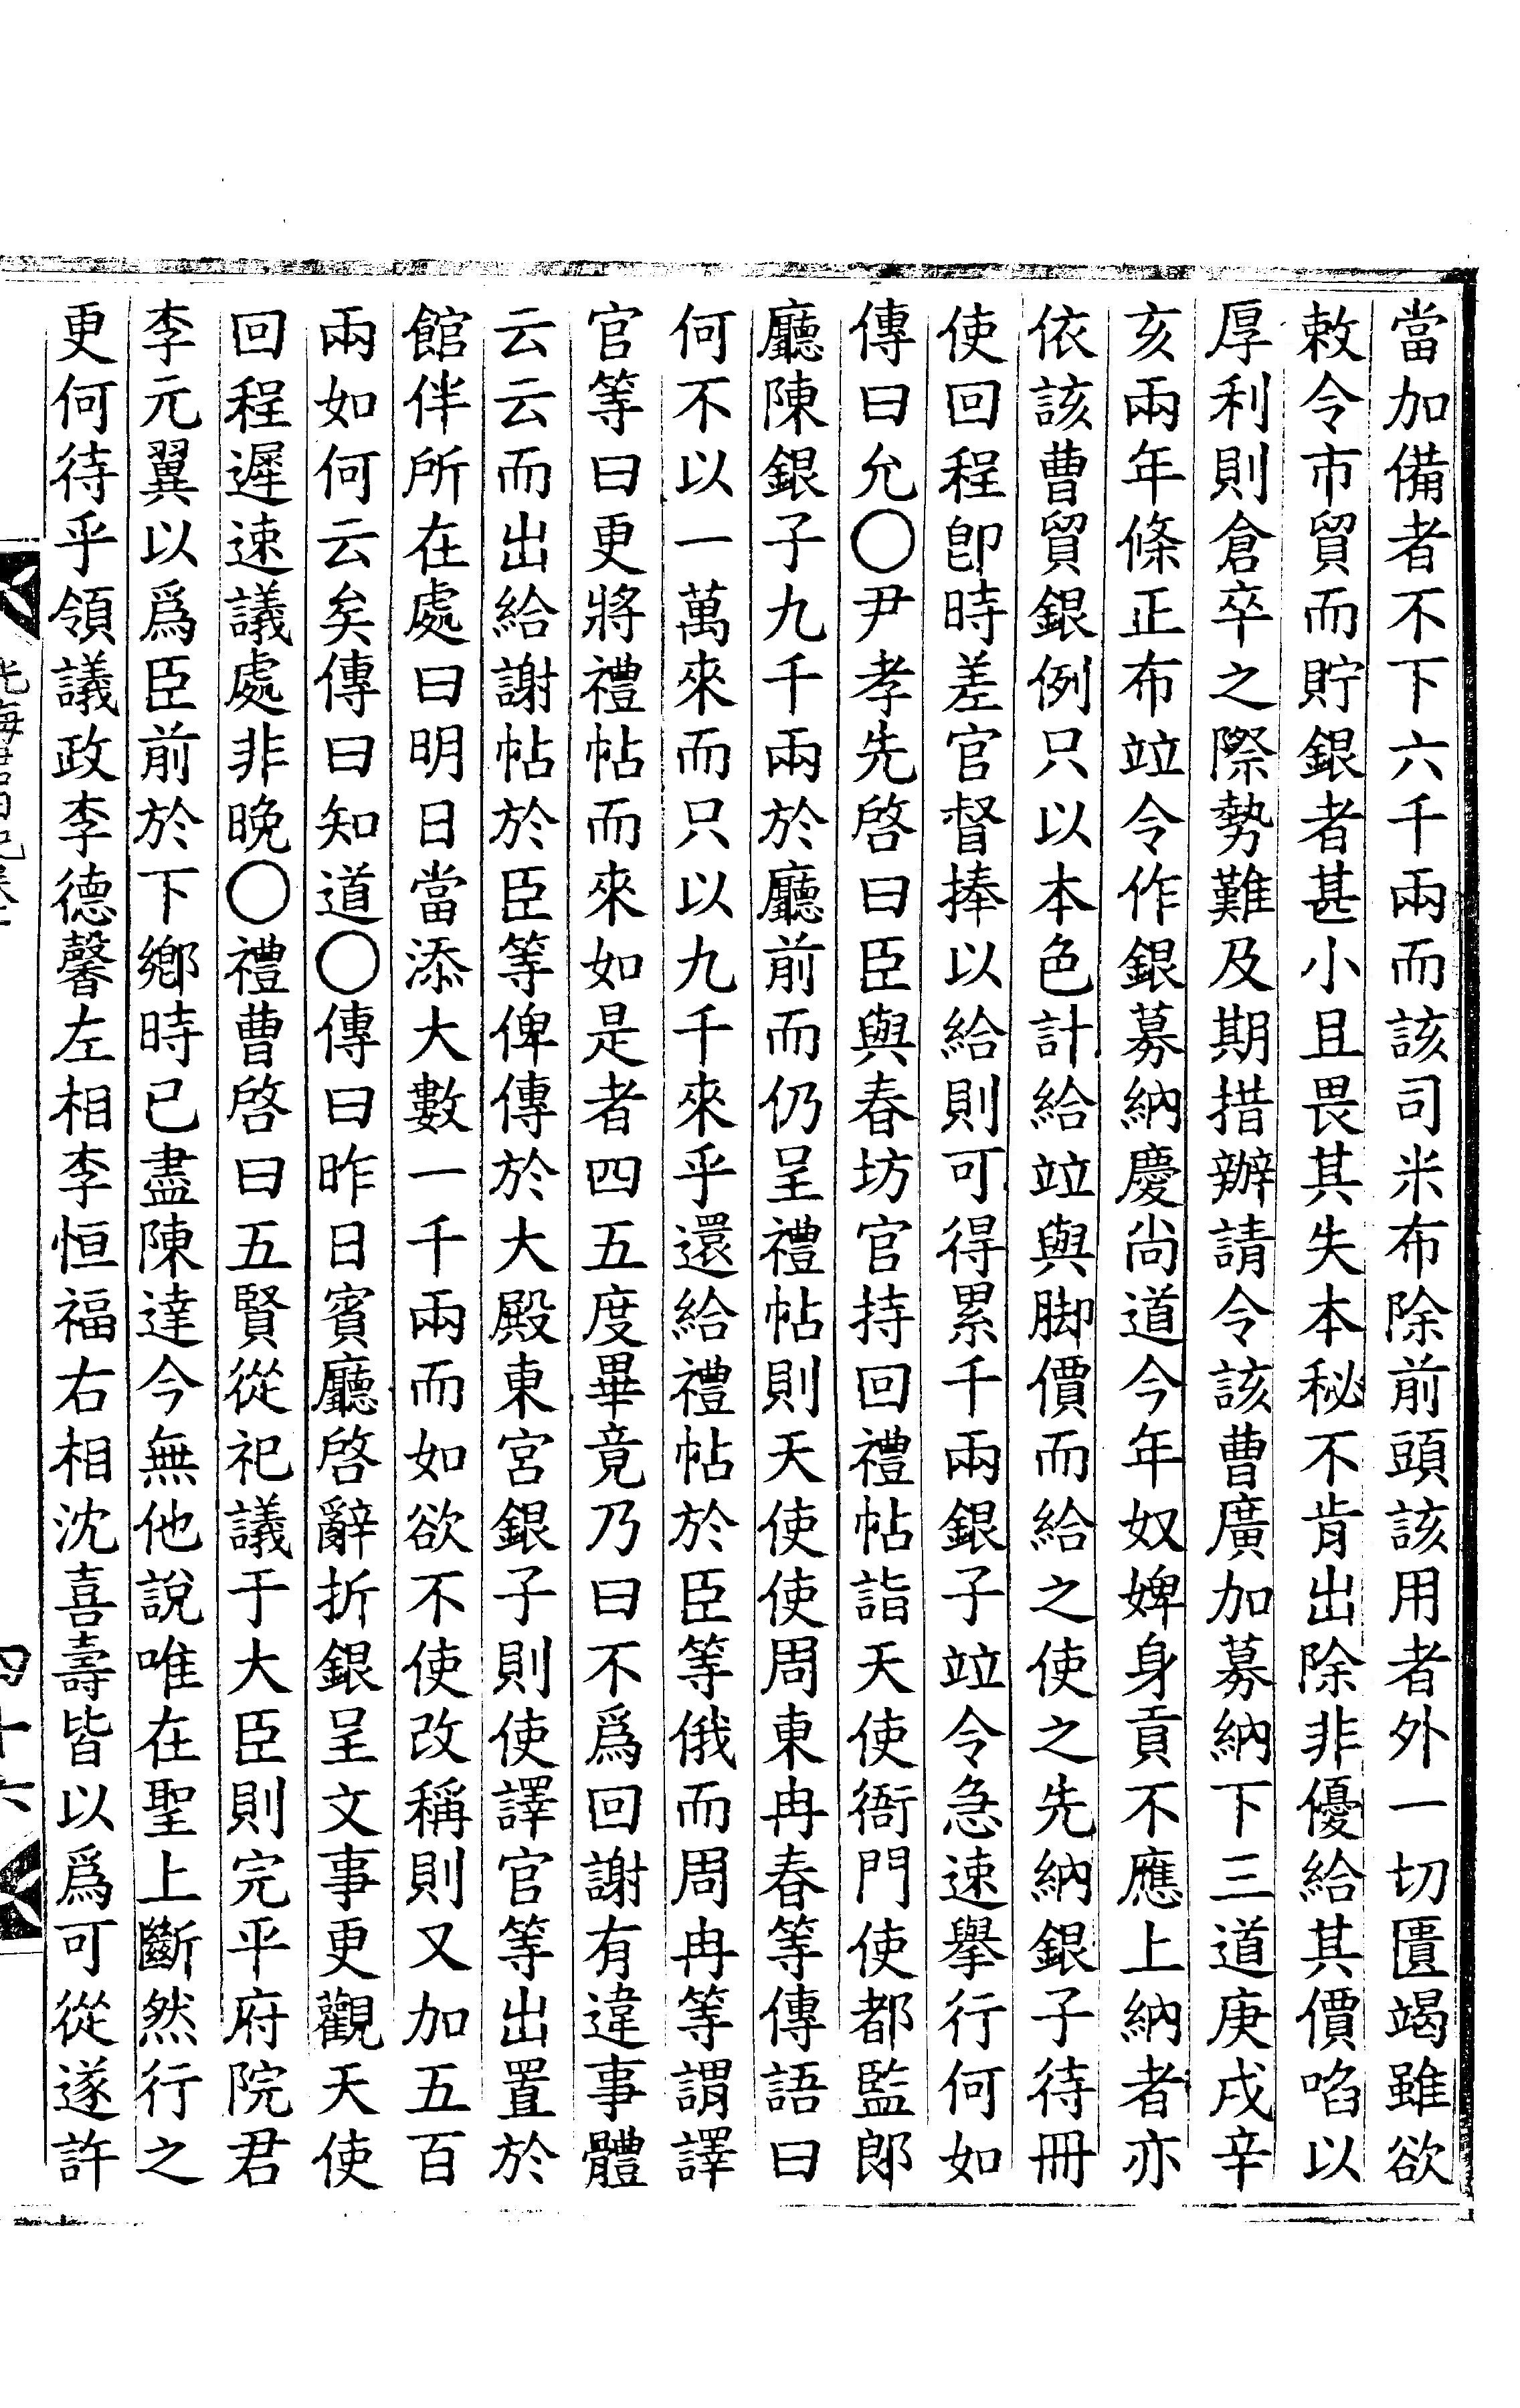 當加備者不下六千兩而該司米布除前頭該用者外一切匱竭雖欲
敕令市貿而貯銀者甚小且畏其失本秘不肯出除非優給其價啗以
厚利則倉卒之際勢難及期措辦請令該曹廣加募納下三道庚戌辛
亥兩年條正布竝令作銀募納慶尙道今年奴婢身貢不應上納者亦
依該曹貿銀例只以本色計給竝與脚價而給之使之先納銀子待冊
使回程卽時差官督捧以給則可得累千兩銀子竝令急速擧行何如
傳曰允〇尹孝先啓曰臣與春坊官持回禮帖詣天使衙門使都監郞
廳陳銀子九千兩於廳前而仍呈禮帖則天使使周東冉春等傳語曰
何不以一萬來而只以九千來乎還給禮帖於臣等俄而周冉等謂譯
官等曰更將禮帖而來如是者四五度畢竟乃曰不爲回謝有違事體
云云而出給謝帖於臣等俾傳於大殿東宮銀子則使譯官等出置於
館伴所在處曰明日當添大數一千兩而如欲不使改稱則又加五百
兩如何云矣傳曰知道〇傳曰昨日賓廳啓辭折銀呈文事更觀天使
回程遲速議處非晩〇禮曹啓曰五賢從祀議于大臣則完平府院君
李元翼以爲臣前於下鄕時已盡陳達今無他說唯在聖上斷然行之
更何待乎領議政李德馨左相李恒福右相沈喜壽皆以爲可從遂許